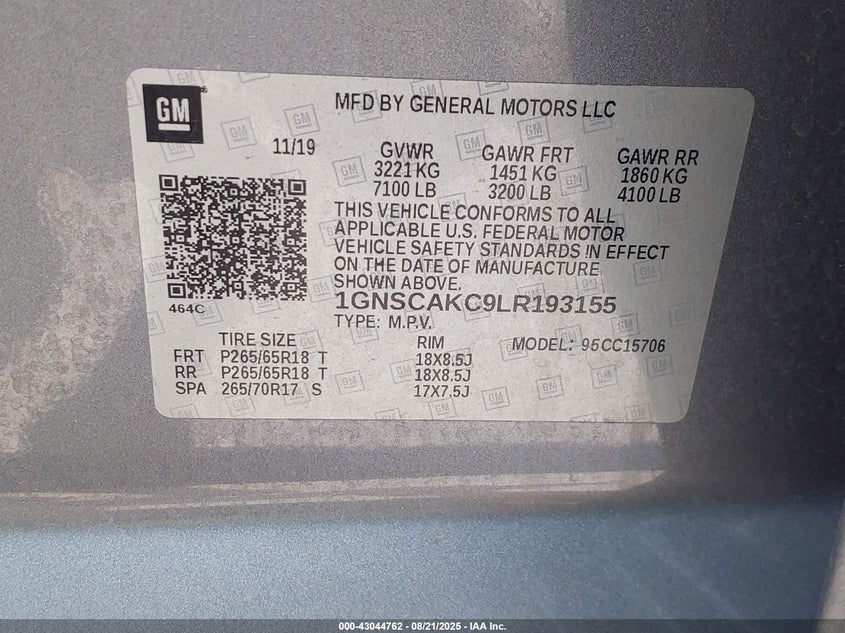 GM
MFD BY GENERAL MOTORS LLC
11/19
GVWR GAWR FRT GAWR RR
3221 KG 1451 KG 1860 KG
7100 LB 3200 LB 4100 LB
THIS VEHICLE CONFORMS TO ALL
APPLICABLE U.S. FEDERAL MOTOR
VEHICLE SAFETY STANDARDS IN EFFECT
ON THE DATE OF MANUFACTURE
SHOWN ABOVE.
464C
1GNSCAKC9LR193155
TYPE: M.P.V.
TIRE SIZE RIM MODEL: CC15706
FRT P265/65R18 T 18X8.5J
RR P265/65R18 T 18X8.5J
SPA 265/70R17 S 17X7.5J
000-43044762 - 08/21/2025 - IAA Inc.